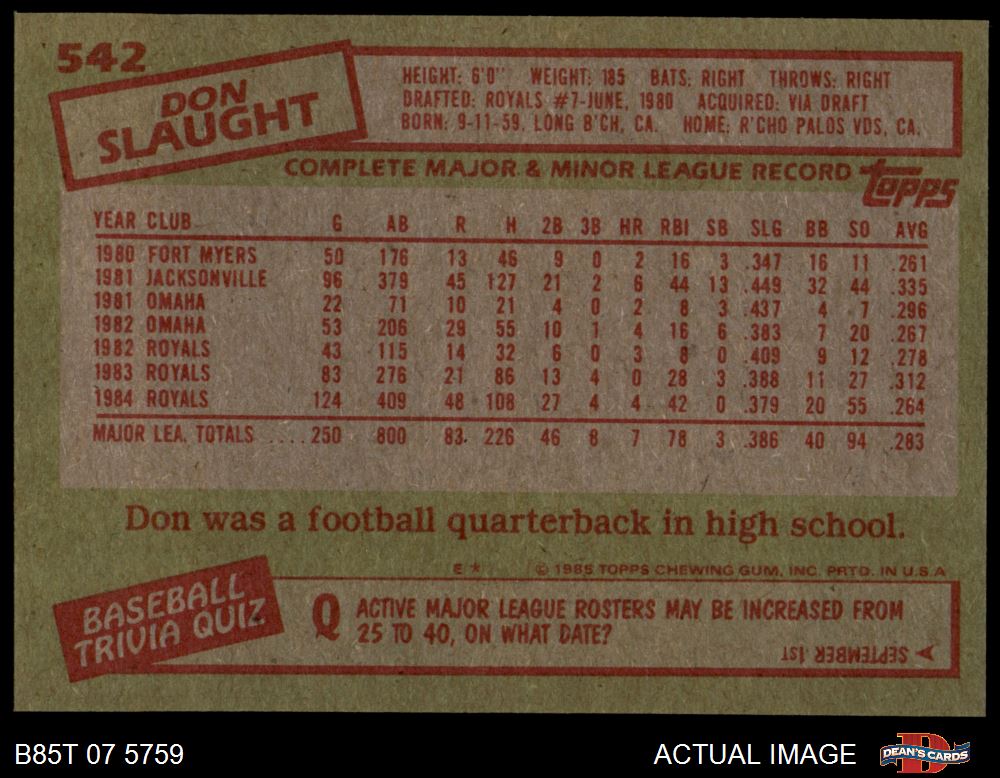 542
DON
SLAUGHT
HEIGHT: 6'0" WEIGHT: 185 BATS: RIGHT THROWS: RIGHT
DRAFTED: ROYALS #7-JUNE, 1980 ACQUIRED: VIA DRAFT
BORN: 9-11-59, LONG B'CH, CA. HOME: R'CHO PALOS VDS, CA.
COMPLETE MAJOR & MINOR LEAGUE RECORD
topps
YEAR CLUB G AB R H 2B 3B HR RBI SB SLG BB SO AVG
1980 FORT MYERS 50 176 13 46 9 0 2 16 3 .347 16 11 .261
1981 JACKSONVILLE 96 379 45 127 21 2 6 44 13 .449 32 44 .335
1981 OMAHA 22 71 10 21 4 0 2 8 3 .437 4 7 .296
1982 OMAHA 53 206 29 55 10 1 4 16 6 .383 7 20 .267
1982 ROYALS 43 115 14 32 6 0 3 8 0 .409 9 12 .278
1983 ROYALS 83 276 21 86 13 4 0 28 3 .388 11 27 .312
1984 ROYALS 124 409 48 108 27 4 4 42 0 .379 20 55 .264
MAJOR LEA. TOTALS .... 250 800 83 226 46 8 7 78 3 .386 40 94 .283
Don was a football quarterback in high school.
E * © 1985 TOPPS CHEWING GUM, INC. PRTD. IN U.S.A
BASEBALL
TRIVIA QUIZ
Q ACTIVE MAJOR LEAGUE ROSTERS MAY BE INCREASED FROM
25 TO 40, ON WHAT DATE?
SEPTEMBER 1ST
B85T 07 5759
ACTUAL IMAGE
D
DEAN'S CARDS